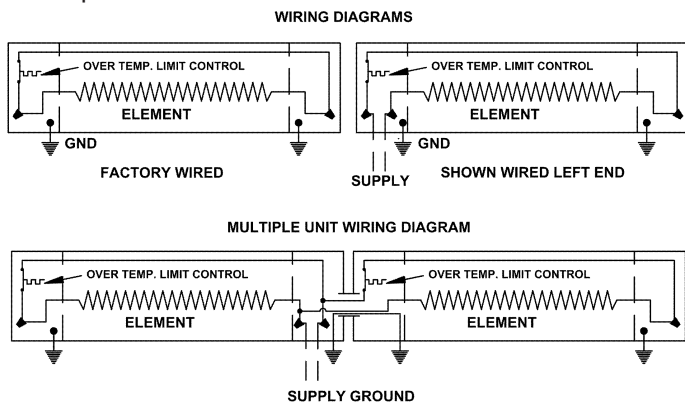 WIRING DIAGRAMS
OVER TEMP. LIMIT CONTROL
ELEMENT
GND
FACTORY WIRED
OVER TEMP. LIMIT CONTROL
ELEMENT
GND
SUPPLY
SHOWN WIRED LEFT END
MULTIPLE UNIT WIRING DIAGRAM
OVER TEMP. LIMIT CONTROL
ELEMENT
OVER TEMP. LIMIT CONTROL
ELEMENT
SUPPLY GROUND